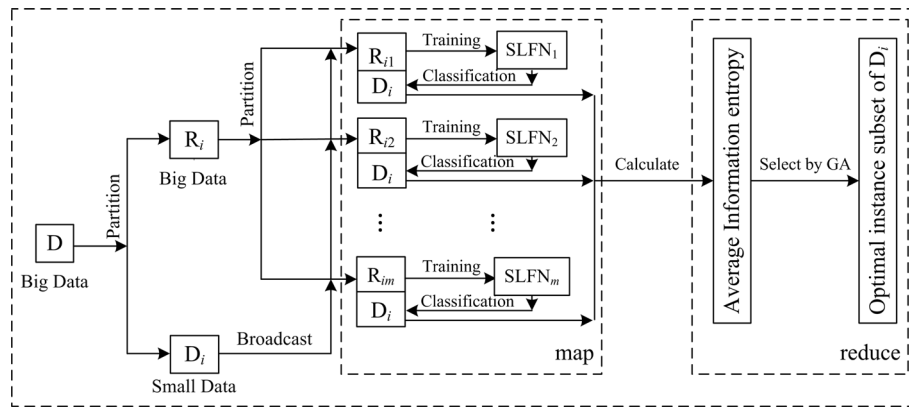 D
Big Data
Partition
R_i
Big Data
D_i
Small Data
Broadcast
Partition
R_i1
D_i
Training
SLFN_1
Classification
R_i2
D_i
Training
SLFN_2
Classification
⋮ ⋮
R_im
D_i
Training
SLFN_m
Classification
map
Calculate
Average Information entropy
Select by GA
Optimal instance subset of D_i
reduce